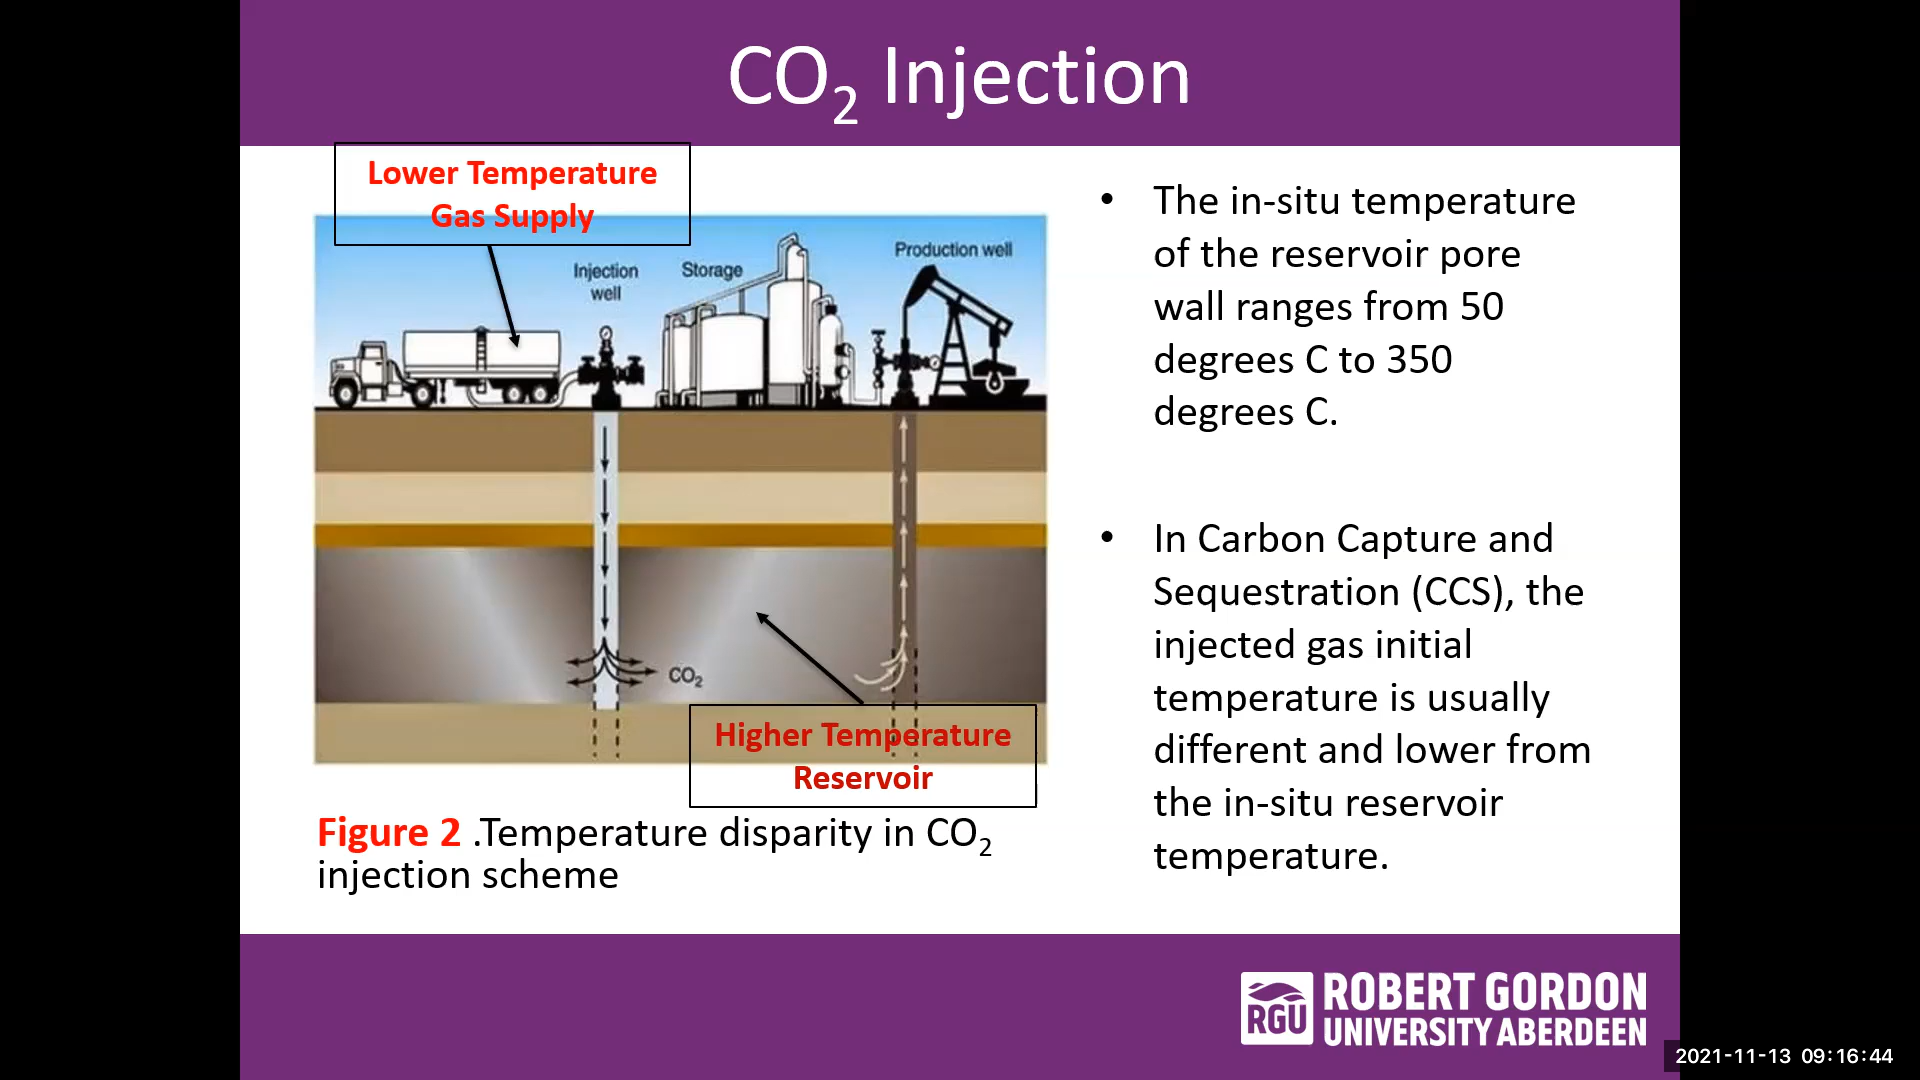 CO2 Injection
Lower Temperature
Gas Supply
Injection
well
Storage
Production well
CO2
Higher Temperature
Reservoir
Figure 2 .Temperature disparity in CO2
injection scheme
• The in-situ temperature
of the reservoir pore
wall ranges from 50
degrees C to 350
degrees C.
• In Carbon Capture and
Sequestration (CCS), the
injected gas initial
temperature is usually
different and lower from
the in-situ reservoir
temperature.
RGU
ROBERT GORDON
UNIVERSITY ABERDEEN
2021-11-13 09:16:44